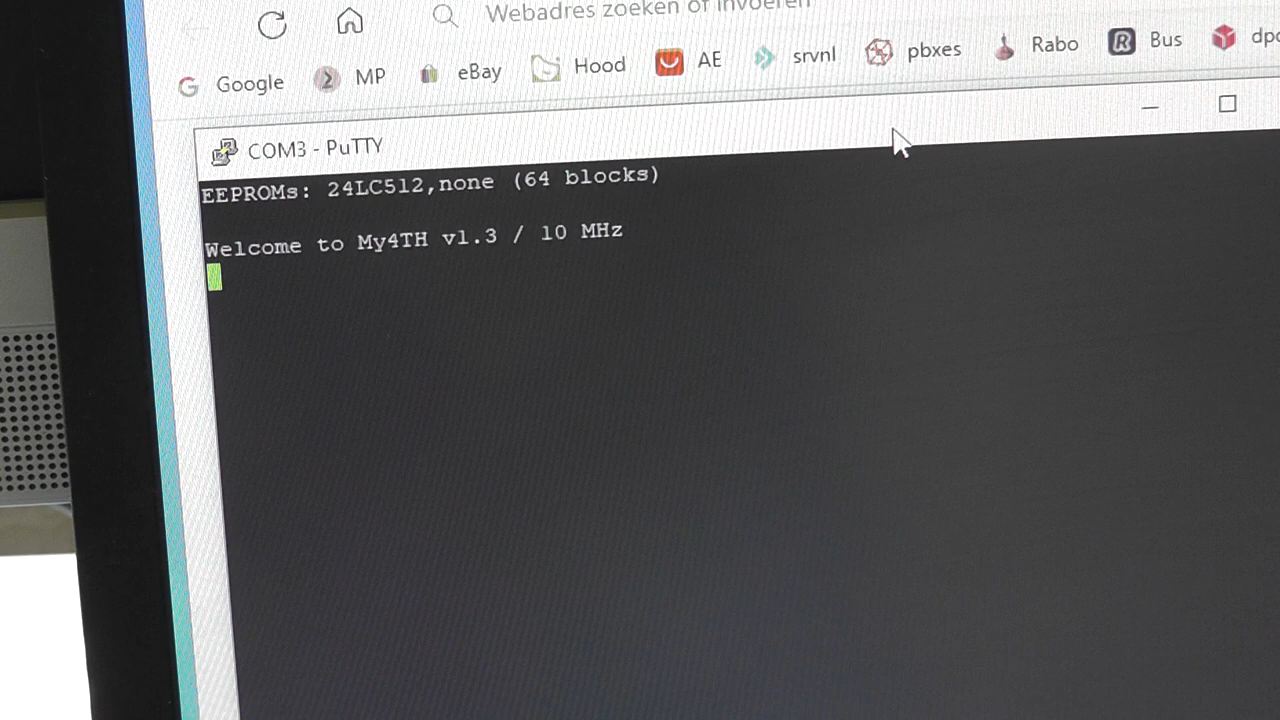 Webadres zoeken of invoeren
Google MP eBay Hood AE srvnl pbxes Rabo Bus dpd
COM3 - PuTTY
EEPROMs: 24LC512,none (64 blocks)
Welcome to My4TH v1.3 / 10 MHz